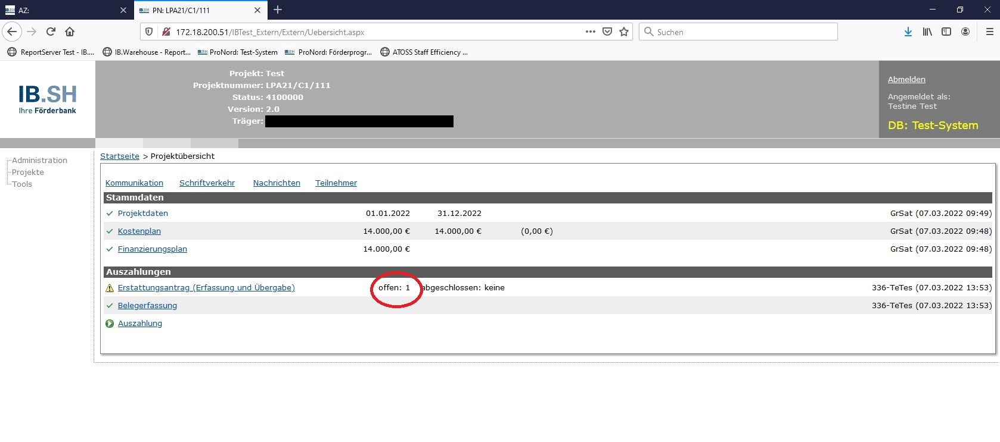 AZ:
PN: LPA21/C1/111
172.18.200.51/IBTest_Extern/Extern/Uebersicht.aspx
Suchen
ReportServer Test - IB....
IB.Warehouse - Report...
ProNord: Test-System
ProNord: Förderprogr...
ATOSS Staff Efficiency ...
IB.SH
Ihre Förderbank
Projekt: Test
Projektnummer: LPA21/C1/111
Status: 4100000
Version: 2.0
Träger:
Abmelden
Angemeldet als:
Testine Test
DB: Test-System
Administration
Projekte
Tools
Startseite > Projektübersicht
Kommunikation Schriftverkehr Nachrichten Teilnehmer
Stammdaten
Projektdaten 01.01.2022 31.12.2022 GrSat (07.03.2022 09:49)
Kostenplan 14.000,00 € 14.000,00 € (0,00 €) GrSat (07.03.2022 09:48)
Finanzierungsplan 14.000,00 € GrSat (07.03.2022 09:48)
Auszahlungen
Erstattungsantrag (Erfassung und Übergabe) offen: 1 abgeschlossen: keine 336-TeTes (07.03.2022 13:53)
Belegerfassung 336-TeTes (07.03.2022 13:53)
Auszahlung